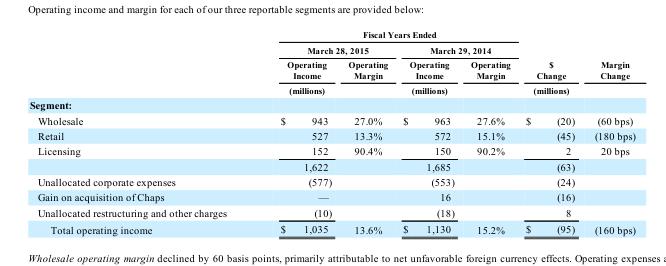 Operating income and margin for each of our three reportable segments are provided below:
Fiscal Years Ended
March 28, 2015 March 29, 2014
Operating Income Operating Margin Operating Income Operating Margin $ Change Margin Change
(millions) (millions) (millions)
Segment:
Wholesale $ 943 27.0% $ 963 27.6% $ (20) (60 bps)
Retail 527 13.3% 572 15.1% (45) (180 bps)
Licensing 152 90.4% 150 90.2% 2 20 bps
1,622 1,685 (63)
Unallocated corporate expenses (577) (553) (24)
Gain on acquisition of Chaps — 16 (16)
Unallocated restructuring and other charges (10) (18) 8
Total operating income $ 1,035 13.6% $ 1,130 15.2% $ (95) (160 bps)
Wholesale operating margin declined by 60 basis points, primarily attributable to net unfavorable foreign currency effects. Operating expenses a